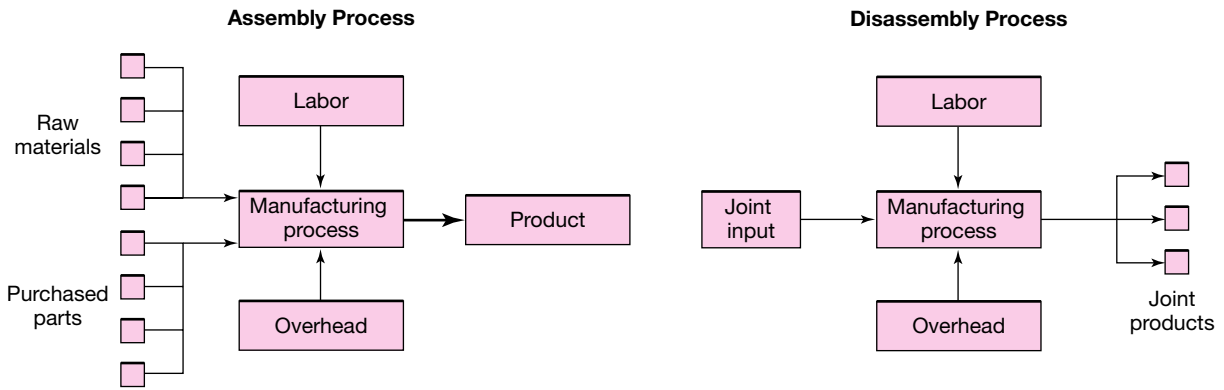 Assembly Process
Raw
materials
Purchased
parts
Labor
Manufacturing
process
Overhead
Product
Disassembly Process
Joint
input
Labor
Manufacturing
process
Overhead
Joint
products